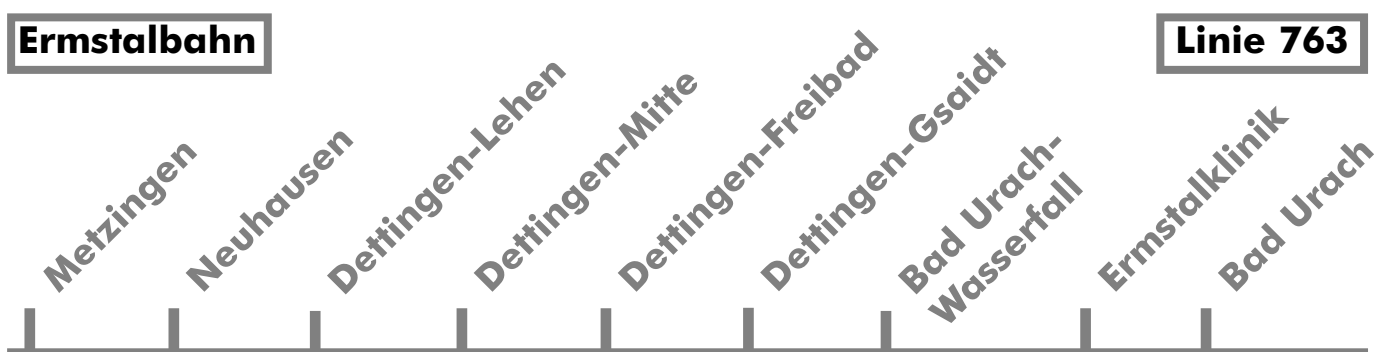 Ermstalbahn
Linie 763
Metzingen
Neuhausen
Dettingen-Lehen
Dettingen-Mitte
Dettingen-Freibad
Dettingen-Gsaidt
Bad Urach-
Wasserfall
Ermstalklinik
Bad Urach